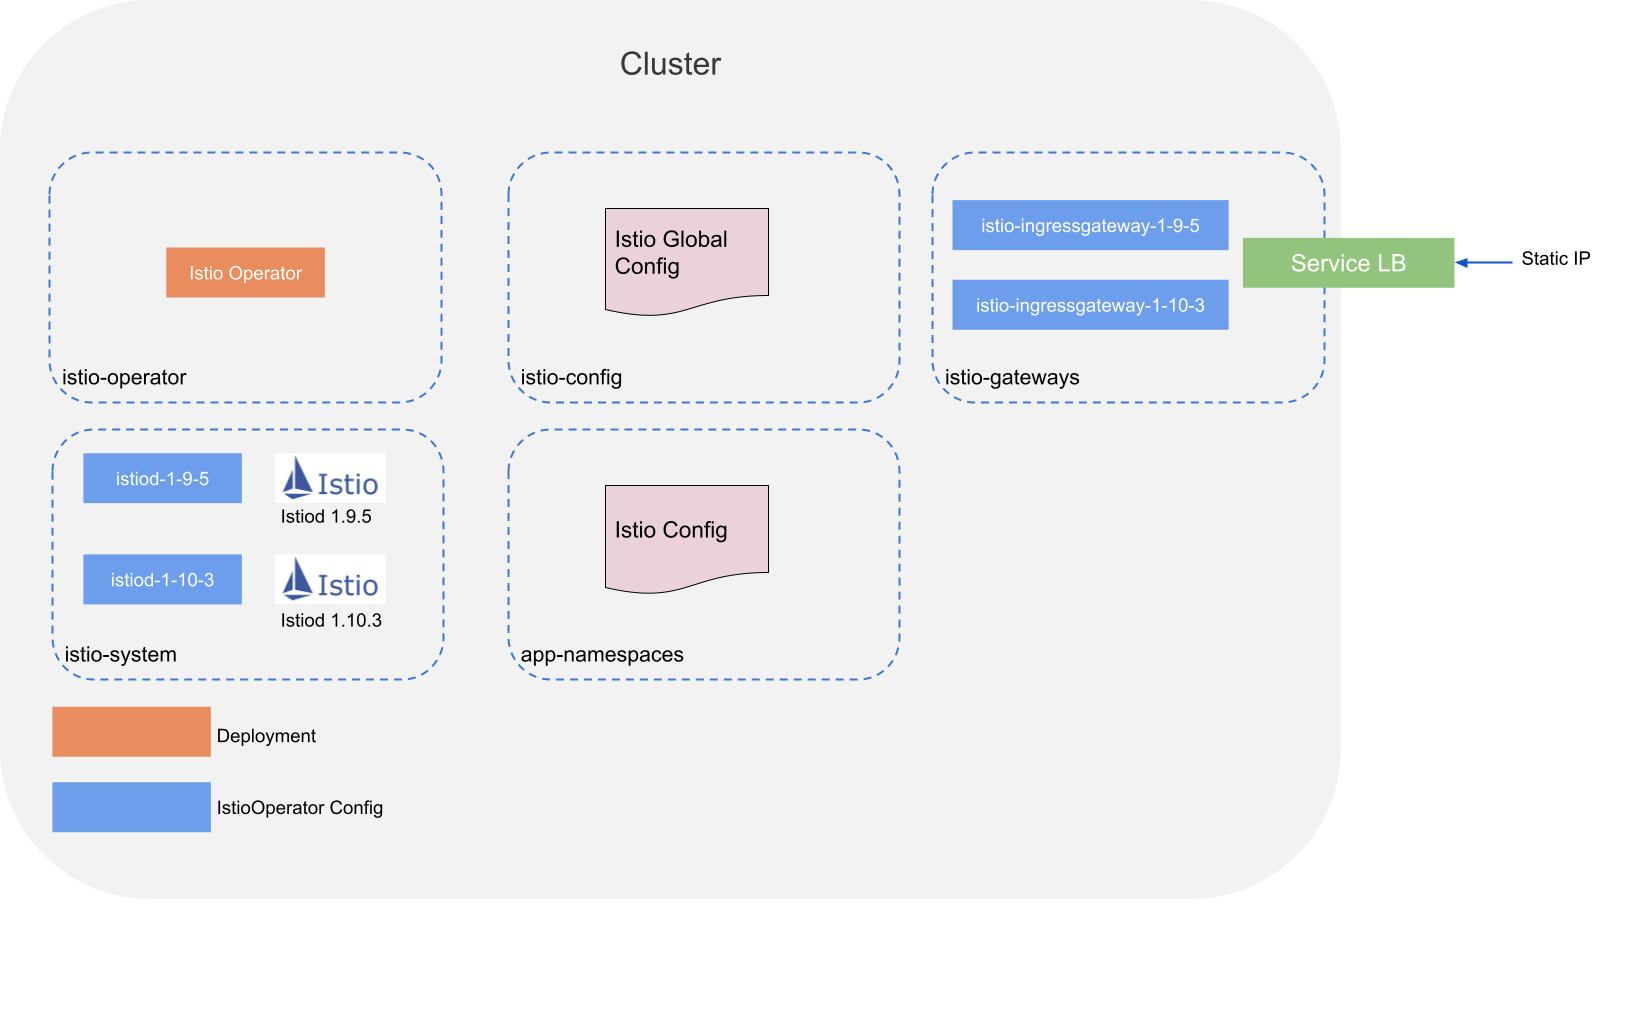 Cluster
Istio Operator
istio-operator
Istio Global
Config
istio-config
istio-ingressgateway-1-9-5
istio-ingressgateway-1-10-3
istio-gateways
Service LB
Static IP
istiod-1-9-5
Istio
Istiod 1.9.5
istiod-1-10-3
Istio
Istiod 1.10.3
istio-system
Istio Config
app-namespaces
Deployment
IstioOperator Config